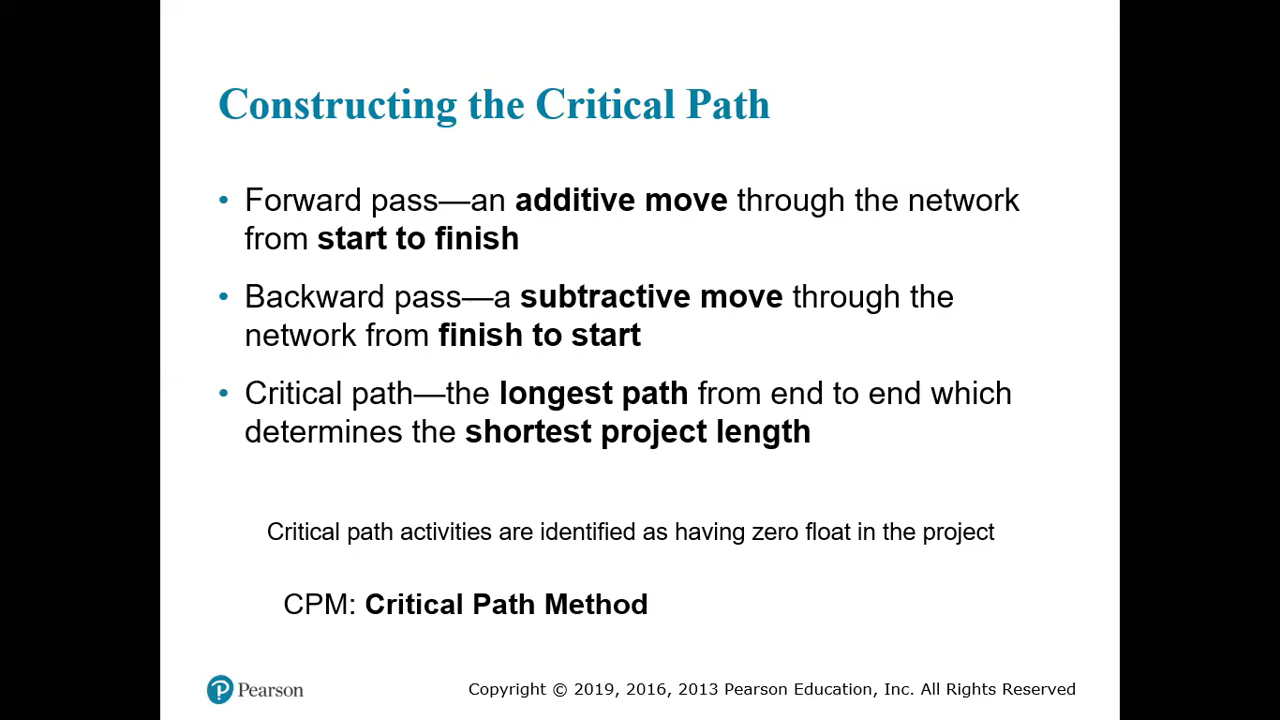 Constructing the Critical Path
• Forward pass—an additive move through the network
from start to finish
• Backward pass—a subtractive move through the
network from finish to start
• Critical path—the longest path from end to end which
determines the shortest project length
Critical path activities are identified as having zero float in the project
CPM: Critical Path Method
Pearson
Copyright © 2019, 2016, 2013 Pearson Education, Inc. All Rights Reserved